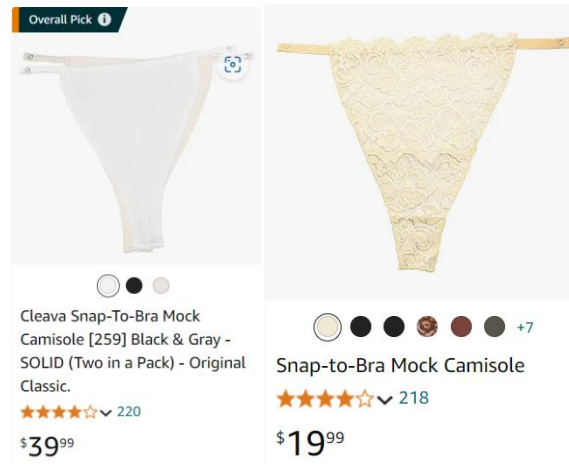 Overall Pick
Cleava Snap-To-Bra Mock
Camisole [259] Black & Gray -
SOLID (Two in a Pack) - Original
Classic.
220
$39.99
+7
Snap-to-Bra Mock Camisole
218
$19.99